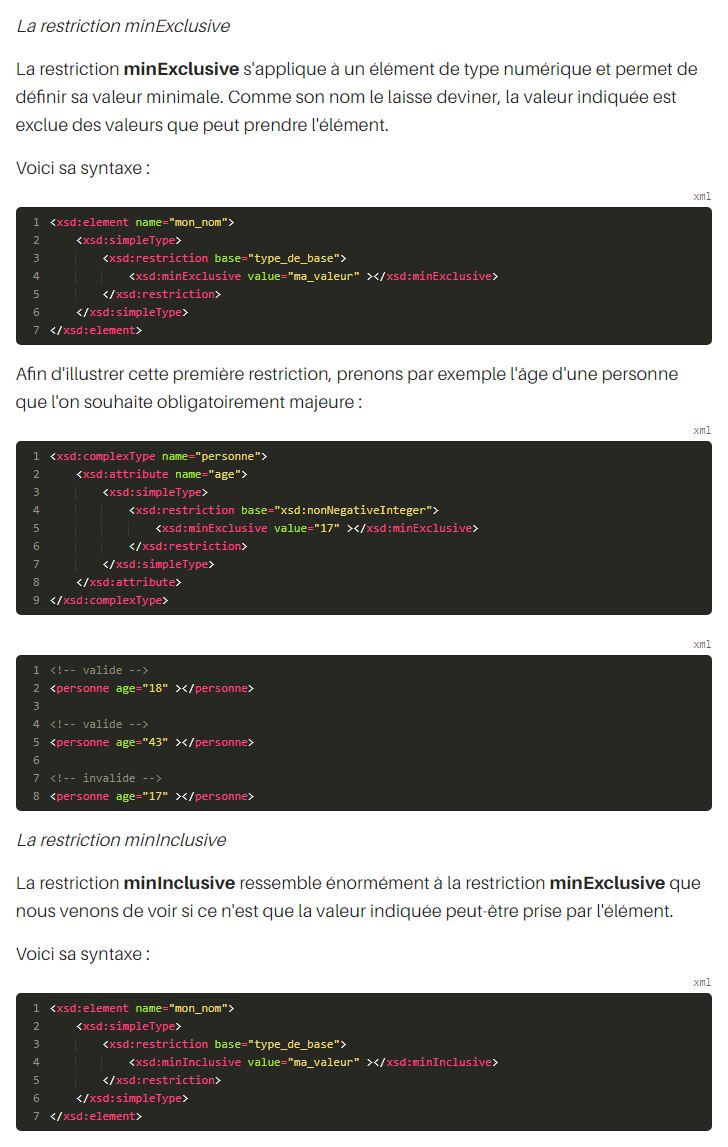 La restriction minExclusive
La restriction minExclusive s'applique à un élément de type numérique et permet de
définir sa valeur minimale. Comme son nom le laisse deviner, la valeur indiquée est
exclue des valeurs que peut prendre l'élément.
Voici sa syntaxe :
xml
1 <xsd:element name="mon_nom">
2     <xsd:simpleType>
3         <xsd:restriction base="type_de_base">
4             <xsd:minExclusive value="ma_valeur" ></xsd:minExclusive>
5         </xsd:restriction>
6     </xsd:simpleType>
7 </xsd:element>
Afin d'illustrer cette première restriction, prenons par exemple l'âge d'une personne
que l'on souhaite obligatoirement majeure :
xml
1 <xsd:complexType name="personne">
2     <xsd:attribute name="age">
3         <xsd:simpleType>
4             <xsd:restriction base="xsd:nonNegativeInteger">
5                 <xsd:minExclusive value="17" ></xsd:minExclusive>
6             </xsd:restriction>
7         </xsd:simpleType>
8     </xsd:attribute>
9 </xsd:complexType>
xml
1 <!-- valide -->
2 <personne age="18" ></personne>
3
4 <!-- valide -->
5 <personne age="43" ></personne>
6
7 <!-- invalide -->
8 <personne age="17" ></personne>
La restriction minInclusive
La restriction minInclusive ressemble énormément à la restriction minExclusive que
nous venons de voir si ce n'est que la valeur indiquée peut-être prise par l'élément.
Voici sa syntaxe :
xml
1 <xsd:element name="mon_nom">
2     <xsd:simpleType>
3         <xsd:restriction base="type_de_base">
4             <xsd:minInclusive value="ma_valeur" ></xsd:minInclusive>
5         </xsd:restriction>
6     </xsd:simpleType>
7 </xsd:element>